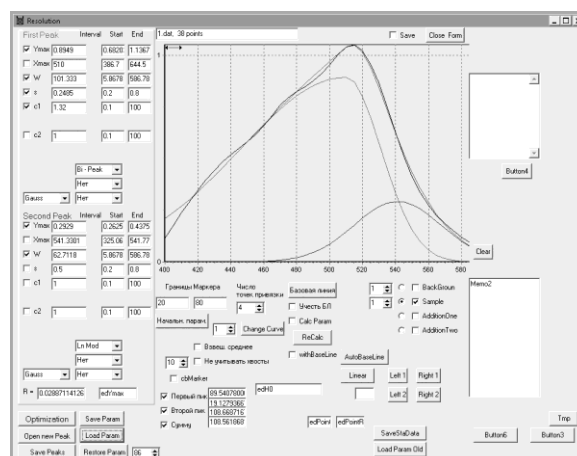 Resolution
First Peak Interval Start End
Ymax 0.8949 0.6820 1.1367
Xmax 510 386.7 644.5
W 101.333 5.8678 586.78
s 0.2485 0.2 0.8
c1 1.32 0.1 100
c2 1 0.1 100
Bi - Peak
Нет
Gauss Нет
Second Peak Interval Start End
Ymax 0.2929 0.2625 0.4375
Xmax 541.3301 325.06 541.77
W 62.7118 5.8678 586.78
s 0.5 0.2 0.8
c1 1 0.1 100
c2 1 0.1 100
Ln Mod
Нет
Gauss Нет
R = 0.02887114126 edrmax
Optimization Save Param
Open new Peak Load Param
Save Peaks Restore Param 86
1.dat, 38 points
Save Close Form
1
400 420 440 460 480 500 520 540 560 580
Clear
Button4
Границы Маркера
20 80
Число точек привязки
4
Базовая линия
Учесть БЛ
Calc Param
ReCalc
withBaseLine
Начальн. парам.
1 Change Curve
Взвеш. среднее
10 Не учитывать хвосты
cbMarker
1 BackGroun
1 Sample
AdditionOne
AdditionTwo
AutoBaseLine
Linear Left 1 Right 1
Left 2 Right 2
Memo2
Первый пик 89.5407800
Второй пик 19.1279366
Сумму 108.668716
108.561868
edH0
edPoint edPointR
SaveStaData
Load Param Old
Tmp
Button6 Button3